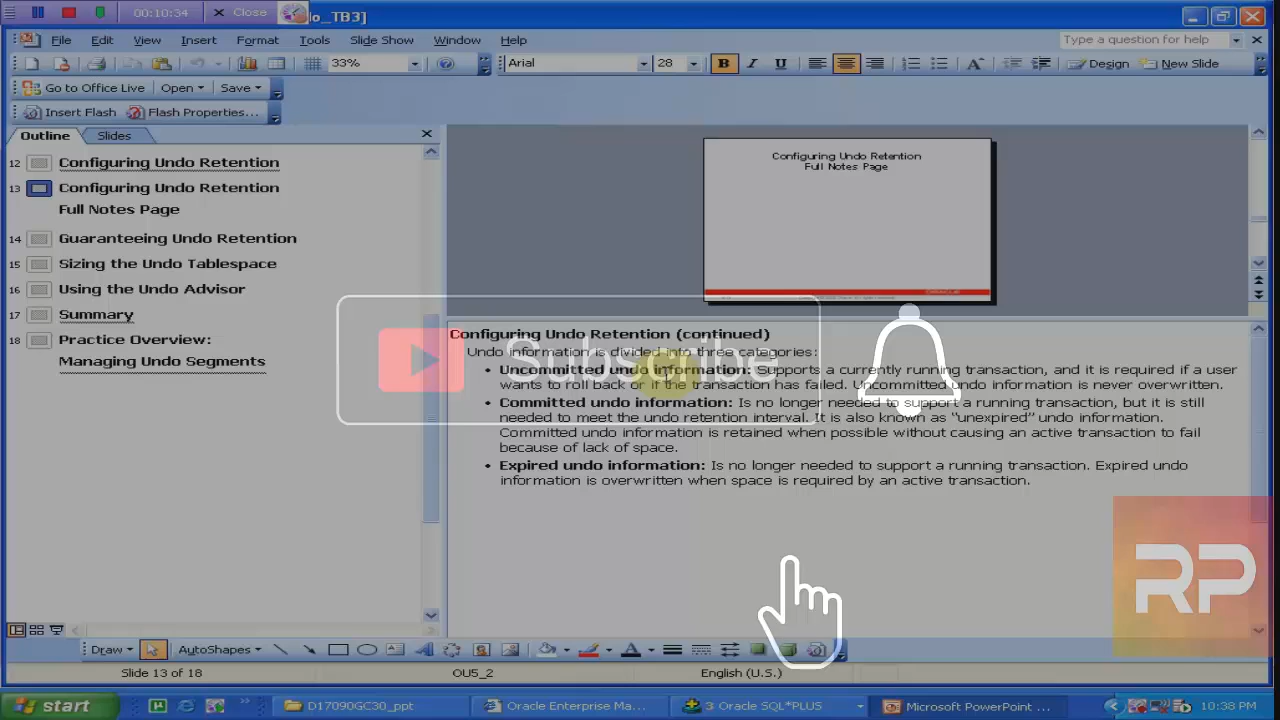 00:10:34 Close do_TB3]
File Edit View Insert Format Tools Slide Show Window Help Type a question for help
33% Arial 28 B I U A Design New Slide
Go to Office Live Open Save
Insert Flash Flash Properties...
Outline Slides
12 Configuring Undo Retention
13 Configuring Undo Retention
Full Notes Page
14 Guaranteeing Undo Retention
15 Sizing the Undo Tablespace
16 Using the Undo Advisor
17 Summary
18 Practice Overview:
Managing Undo Segments
Configuring Undo Retention
Full Notes Page
ORACLE
Configuring Undo Retention (continued)
Undo information is divided into three categories:
• Uncommitted undo information: Supports a currently running transaction, and it is required if a user
wants to roll back or if the transaction has failed. Uncommitted undo information is never overwritten.
• Committed undo information: Is no longer needed to support a running transaction, but it is still
needed to meet the undo retention interval. It is also known as "unexpired" undo information.
Committed undo information is retained when possible without causing an active transaction to fail
because of lack of space.
• Expired undo information: Is no longer needed to support a running transaction. Expired undo
information is overwritten when space is required by an active transaction.
Subscribe
RP
Draw AutoShapes A
Slide 13 of 18 OU5_2 English (U.S.)
start D17090GC30_ppt Oracle Enterprise Ma... 3 Oracle SQL*PLUS Microsoft PowerPoint ... 10:38 PM